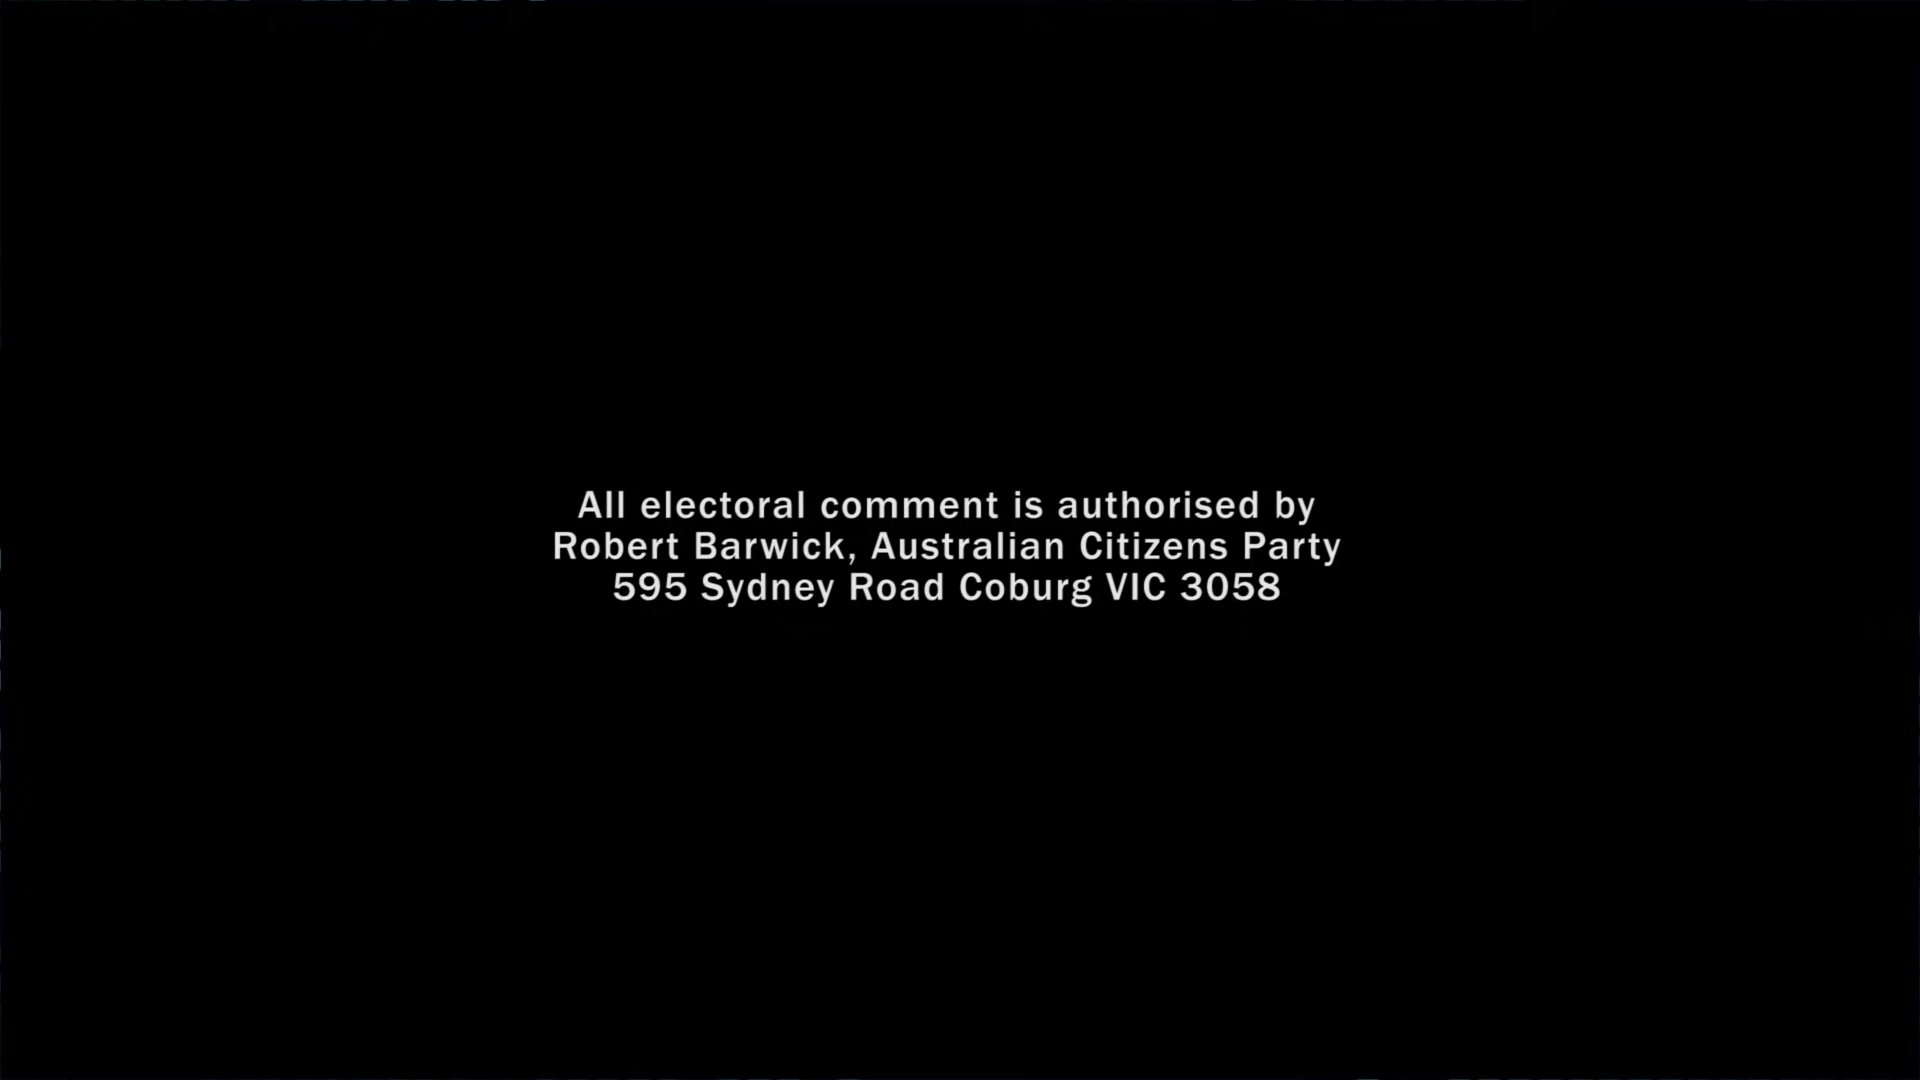 All electoral comment is authorised by
Robert Barwick, Australian Citizens Party
595 Sydney Road Coburg VIC 3058